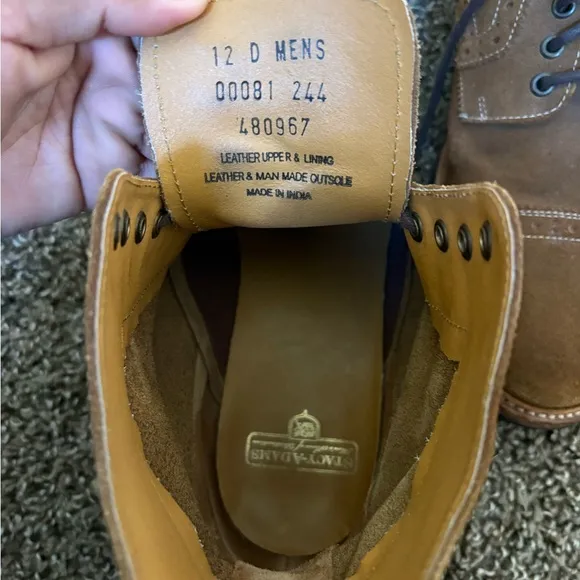 12 D MENS
00081 244
480967
LEATHER UPPER & LINING
LEATHER & MAN MADE OUTSOLE
MADE IN INDIA
STACY-ADAMS